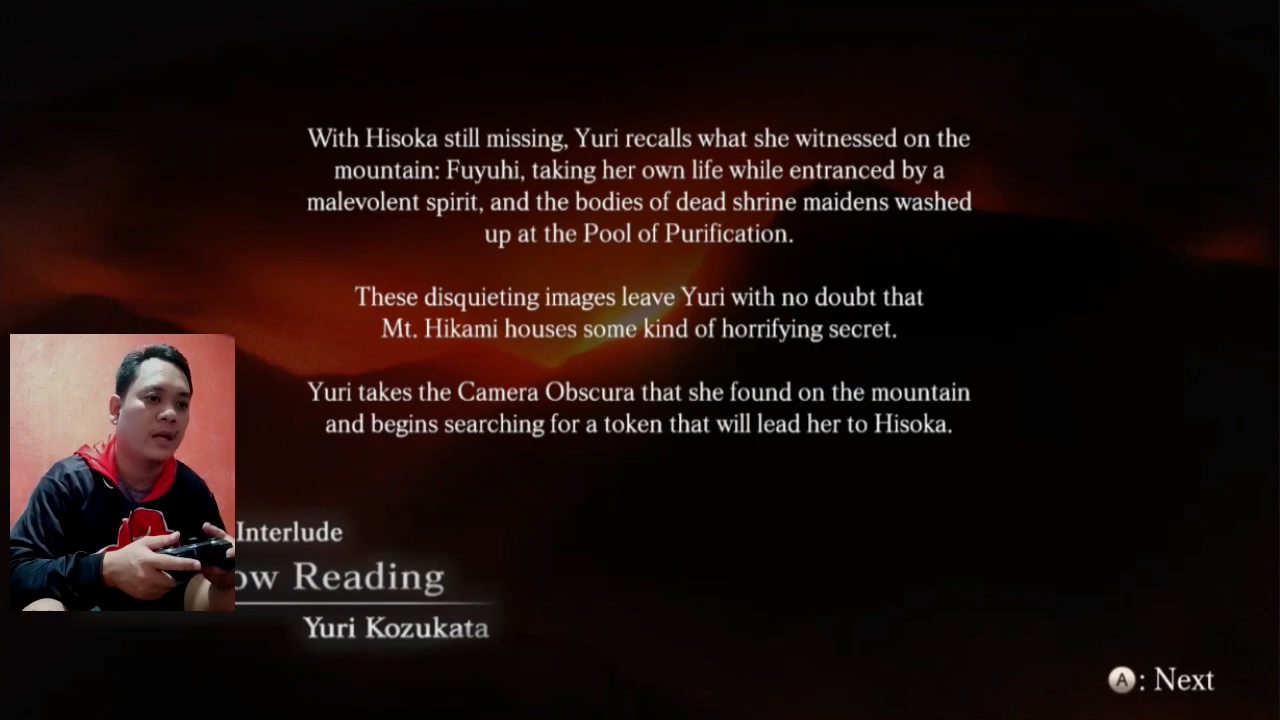 With Hisoka still missing, Yuri recalls what she witnessed on the
mountain: Fuyuhi, taking her own life while entranced by a
malevolent spirit, and the bodies of dead shrine maidens washed
up at the Pool of Purification.
These disquieting images leave Yuri with no doubt that
Mt. Hikami houses some kind of horrifying secret.
Yuri takes the Camera Obscura that she found on the mountain
and begins searching for a token that will lead her to Hisoka.
Interlude
ow Reading
Yuri Kozukata
A: Next